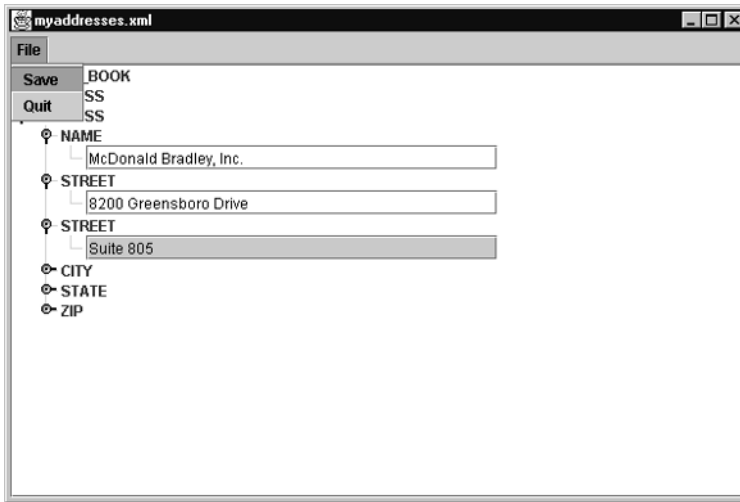 myaddresses.xml
File
Save
_BOOK
SS
Quit
SS
NAME
McDonald Bradley, Inc.
STREET
8200 Greensboro Drive
STREET
Suite 805
CITY
STATE
ZIP